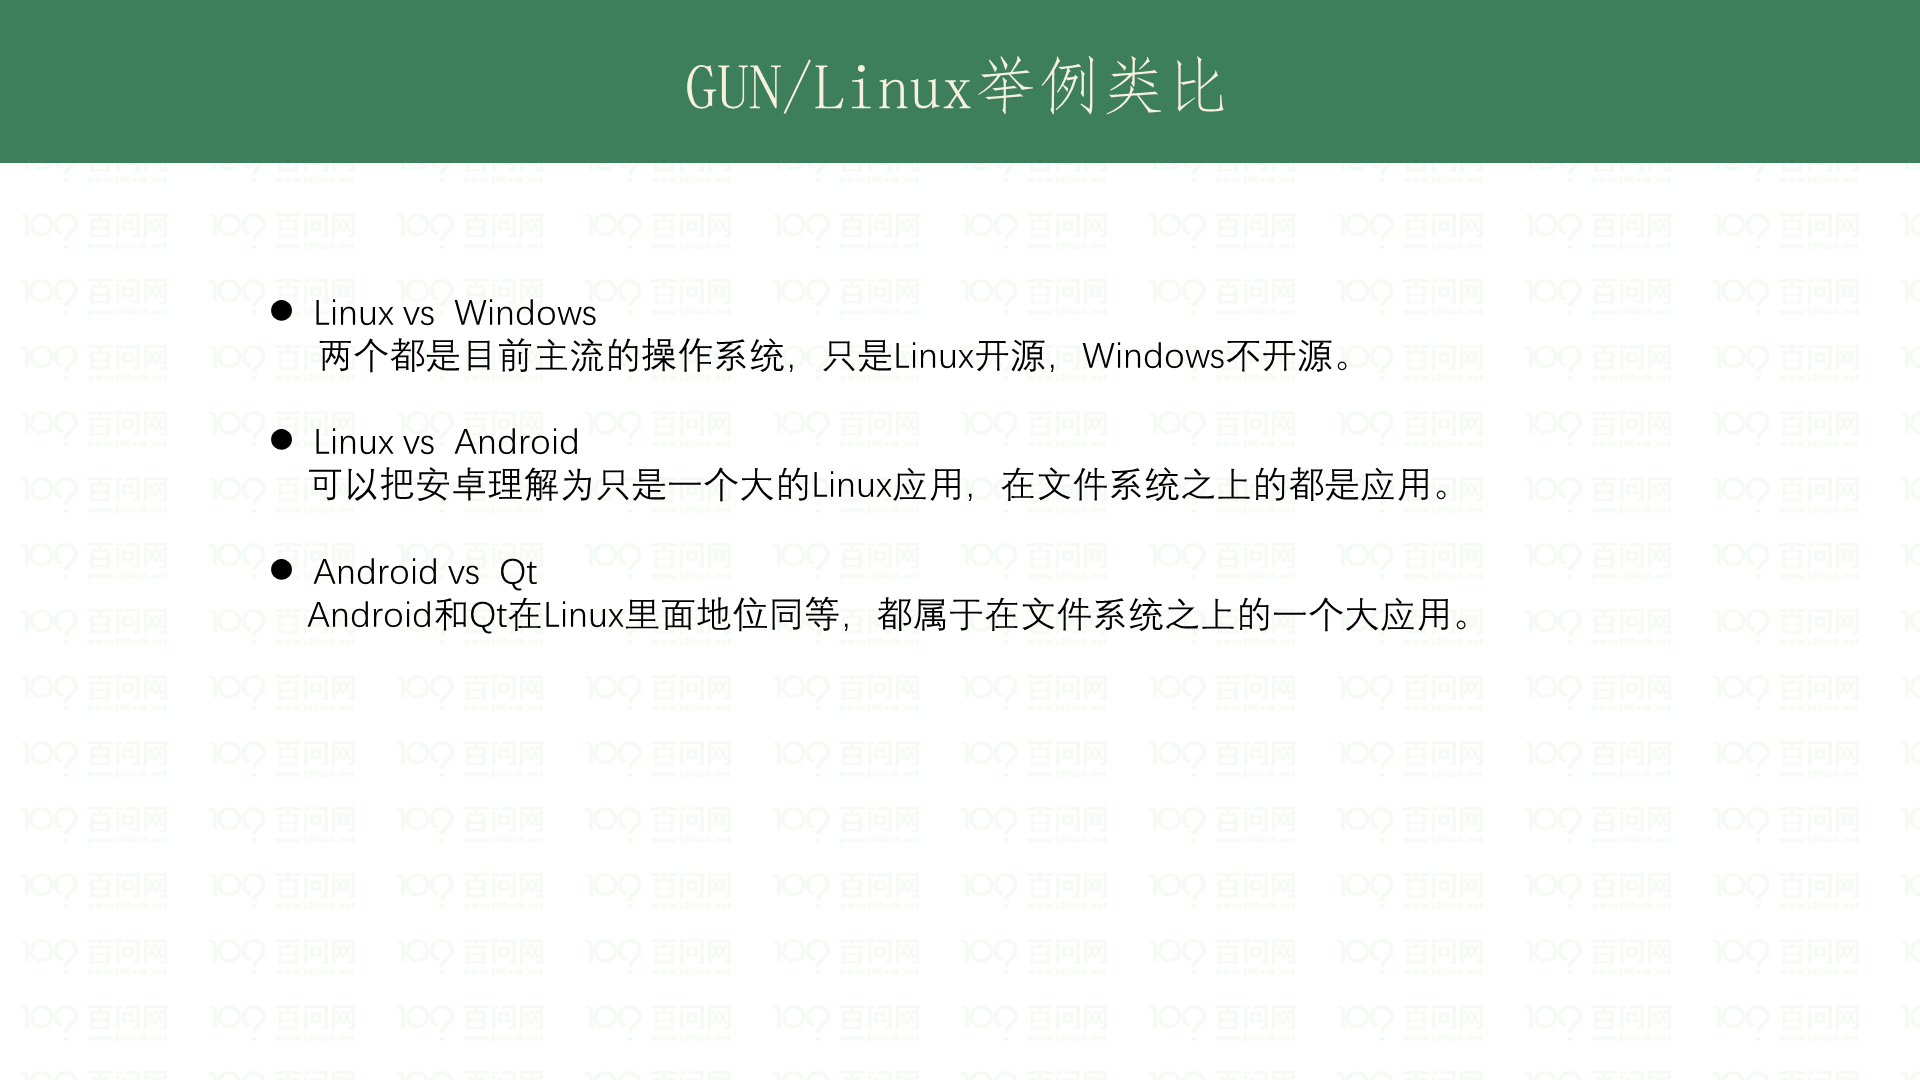 GUN/Linux举例类比
● Linux vs  Windows
两个都是目前主流的操作系统，只是Linux开源，Windows不开源。
● Linux vs  Android
可以把安卓理解为只是一个大的Linux应用，在文件系统之上的都是应用。
● Android vs  Qt
Android和Qt在Linux里面地位同等，都属于在文件系统之上的一个大应用。
百问网
www.100ask.net